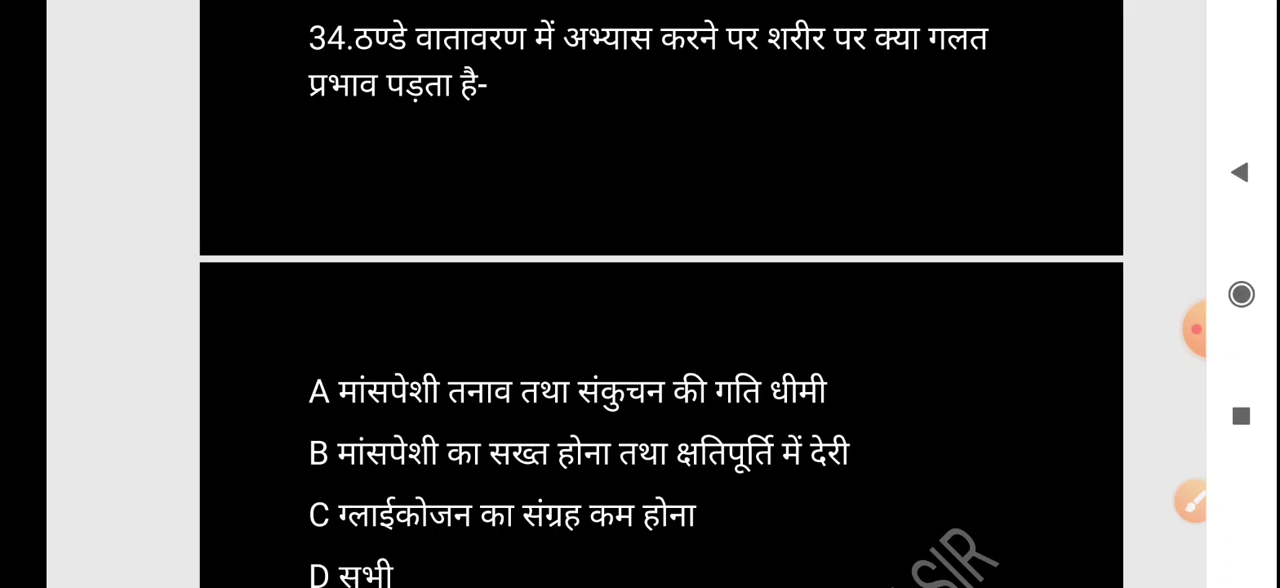 34.ठण्डे वातावरण में अभ्यास करने पर शरीर पर क्या गलत
प्रभाव पड़ता है-
A मांसपेशी तनाव तथा संकुचन की गति धीमी
B मांसपेशी का सख्त होना तथा क्षतिपूर्ति में देरी
C ग्लाईकोजन का संग्रह कम होना
D सभी
SIR